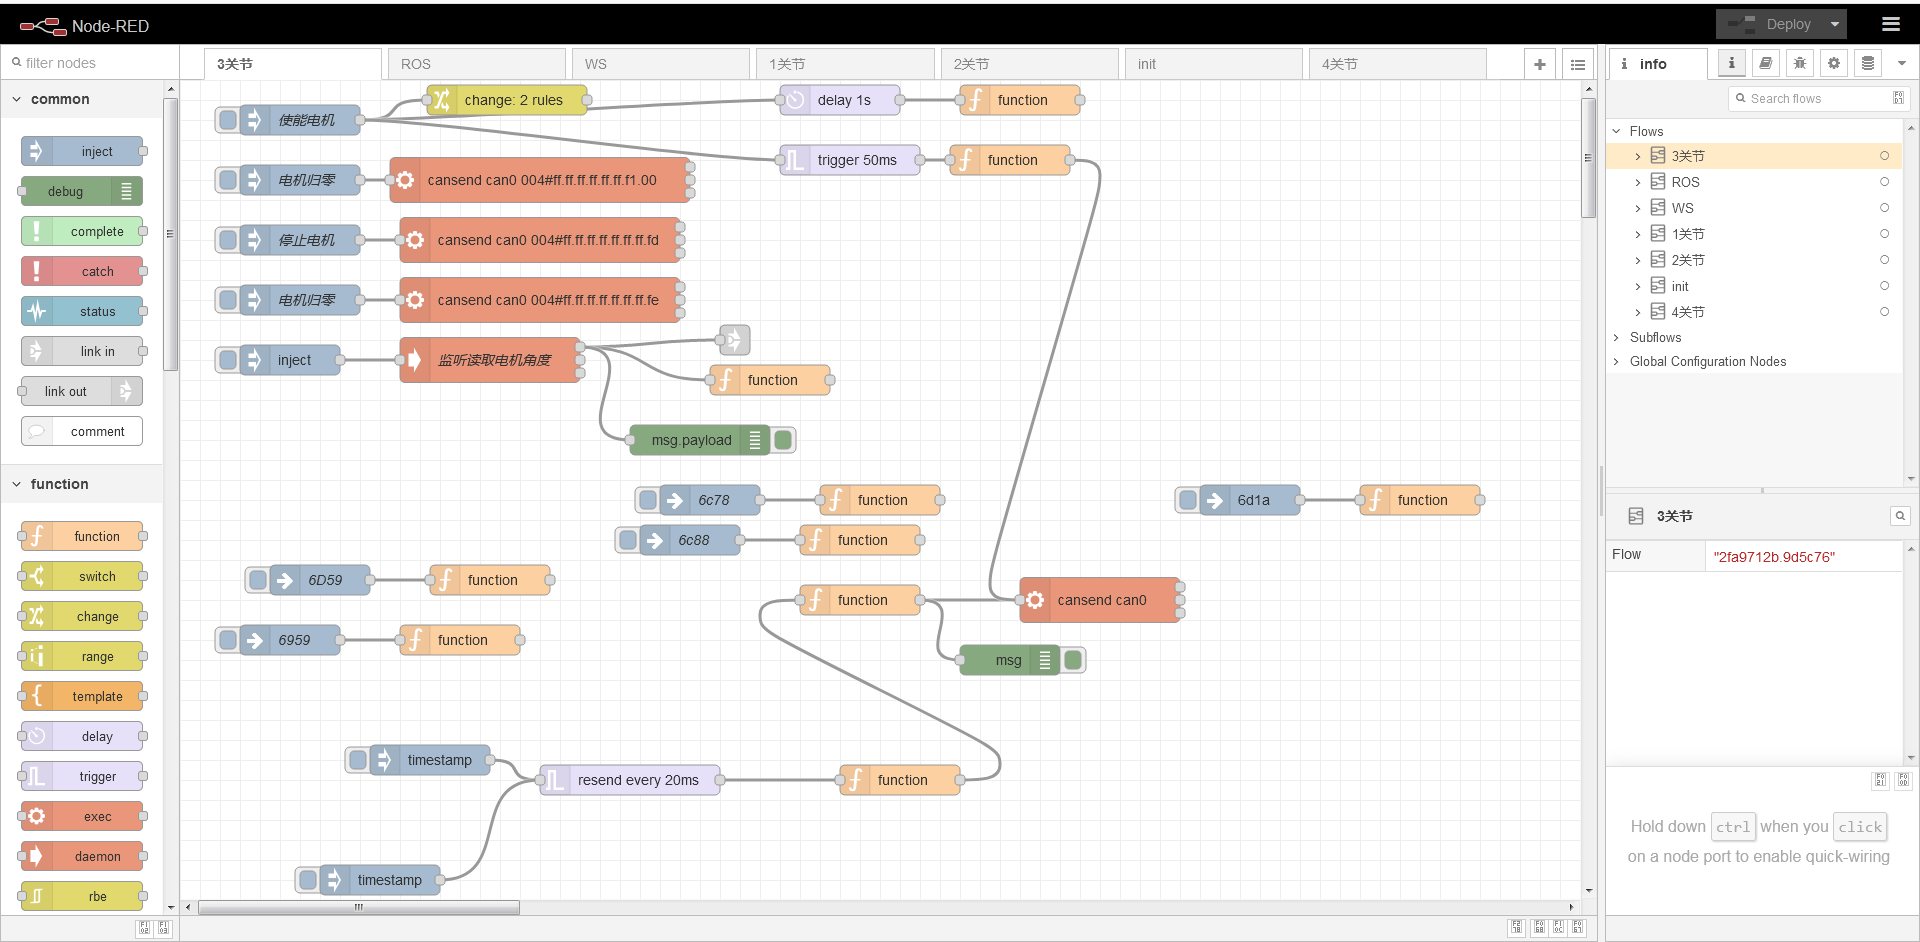 Node-RED
Deploy
filter nodes
common
inject
debug
complete
catch
status
link in
link out
comment
function
function
switch
change
range
template
delay
trigger
exec
daemon
rbe
3关节
ROS
WS
1关节
2关节
init
4关节
使能电机
change: 2 rules
delay 1s
function
trigger 50ms
function
电机归零
cansend can0 004#ff.ff.ff.ff.ff.ff.f1.00
停止电机
cansend can0 004#ff.ff.ff.ff.ff.ff.ff.fd
电机归零
cansend can0 004#ff.ff.ff.ff.ff.ff.ff.fe
inject
监听读取电机角度
function
msg.payload
6c78
function
6d1a
function
6c88
function
6D59
function
function
cansend can0
6959
function
msg
timestamp
resend every 20ms
function
timestamp
info
Search flows
Flows
3关节
ROS
WS
1关节
2关节
init
4关节
Subflows
Global Configuration Nodes
3关节
Flow
"2fa9712b.9d5c76"
Hold down ctrl when you click
on a node port to enable quick-wiring